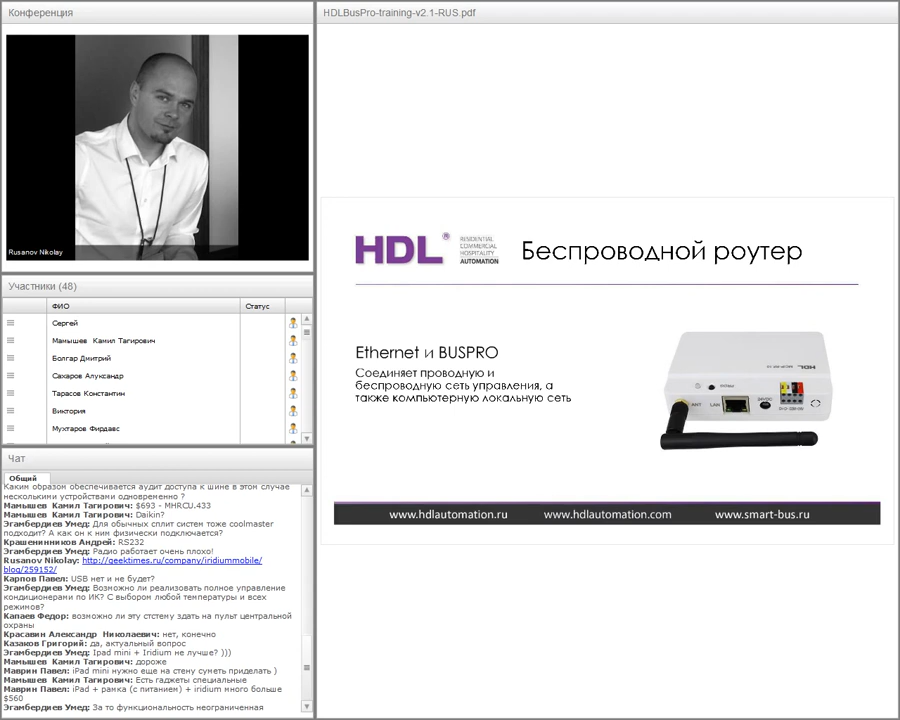 Конференция
Rusanov Nikolay
Участники (48)
ФИО
Статус
Сергей
Мамышев Камил Тагирович
Болгар Дмитрий
Сахаров Алуксандр
Тарасов Константин
Виктория
Мухтаров Фирдавс
Чат
Общий
Каким образом обеспечивается аудит доступа к шине в этом случае
несколькими устройствами одновременно ?
Мамышев Камил Тагирович: $693 - MHRCU.433
Мамышев Камил Тагирович: Daikin?
Эгамбердиев Умед: Для обычных сплит систем тоже coolmaster
подходит? А как он к ним физически подключается?
Крашенинников Андрей: RS232
Эгамбердиев Умед: Радио работает очень плохо!
Rusanov Nikolay: http://geektimes.ru/company/iridiummobile/
blog/259152/
Карпов Павел: USB нет и не будет?
Эгамбердиев Умед: Возможно ли реализовать полное управление
кондиционерами по ИК? С выбором любой температуры и всех
режимов?
Капаев Федор: возможно ли эту стстему здать на пульт центральной
охраны
Красавин Александр Николаевич: нет, конечно
Казаков Григорий: да, актуальный вопрос
Эгамбердиев Умед: Ipad mini + Iridium не лучше? )))
Мамышев Камил Тагирович: дороже
Маврин Павел: iPad mini нужно еще на стену суметь приделать )
Мамышев Камил Тагирович: Есть гаджеты специальные
Маврин Павел: iPad + рамка (с питанием) + iridium много больше
$560
Эгамбердиев Умед: За то функциональность неограниченная
HDLBusPro-training-v2.1-RUS.pdf
HDL®
RESIDENTIAL
COMMERCIAL
HOSPITALITY
AUTOMATION
Беспроводной роутер
Ethernet и BUSPRO
Соединяет проводную и
беспроводную сеть управления, а
также компьютерную локальную сеть
HDL
ANT
LAN
24VDC
www.hdlautomation.ru
www.hdlautomation.com
www.smart-bus.ru